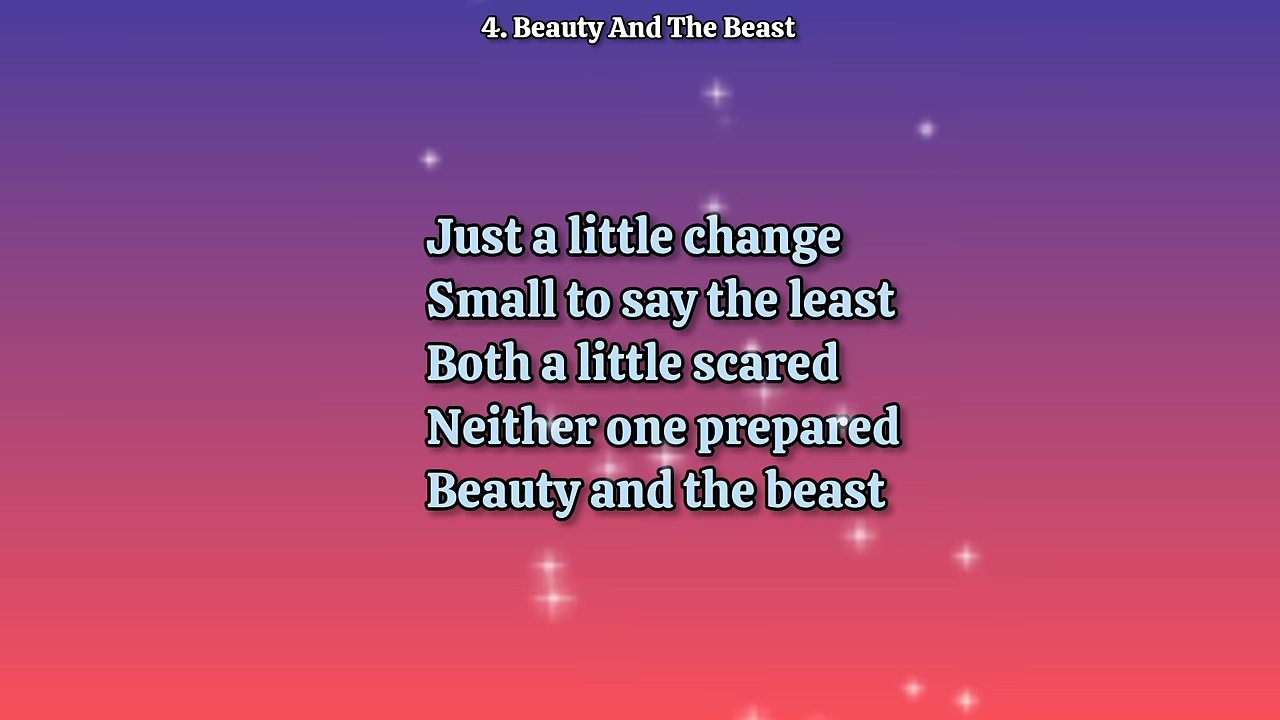 4. Beauty And The Beast
Just a little change
Small to say the least
Both a little scared
Neither one prepared
Beauty and the beast